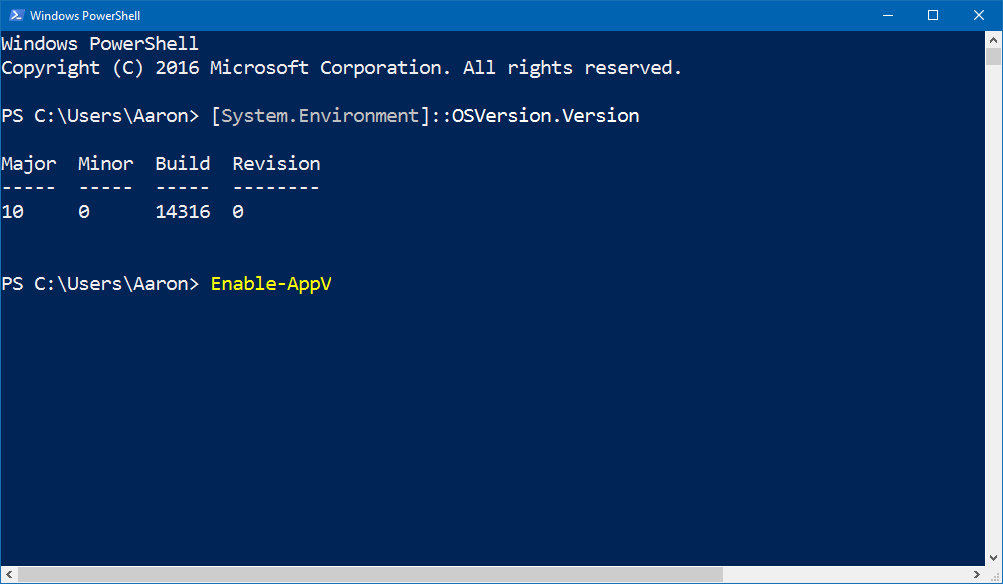 Windows PowerShell
Windows PowerShell
Copyright (C) 2016 Microsoft Corporation. All rights reserved.
PS C:\Users\Aaron> [System.Environment]::OSVersion.Version
Major  Minor  Build  Revision
-----  -----  -----  --------
10     0      14316  0
PS C:\Users\Aaron> Enable-AppV